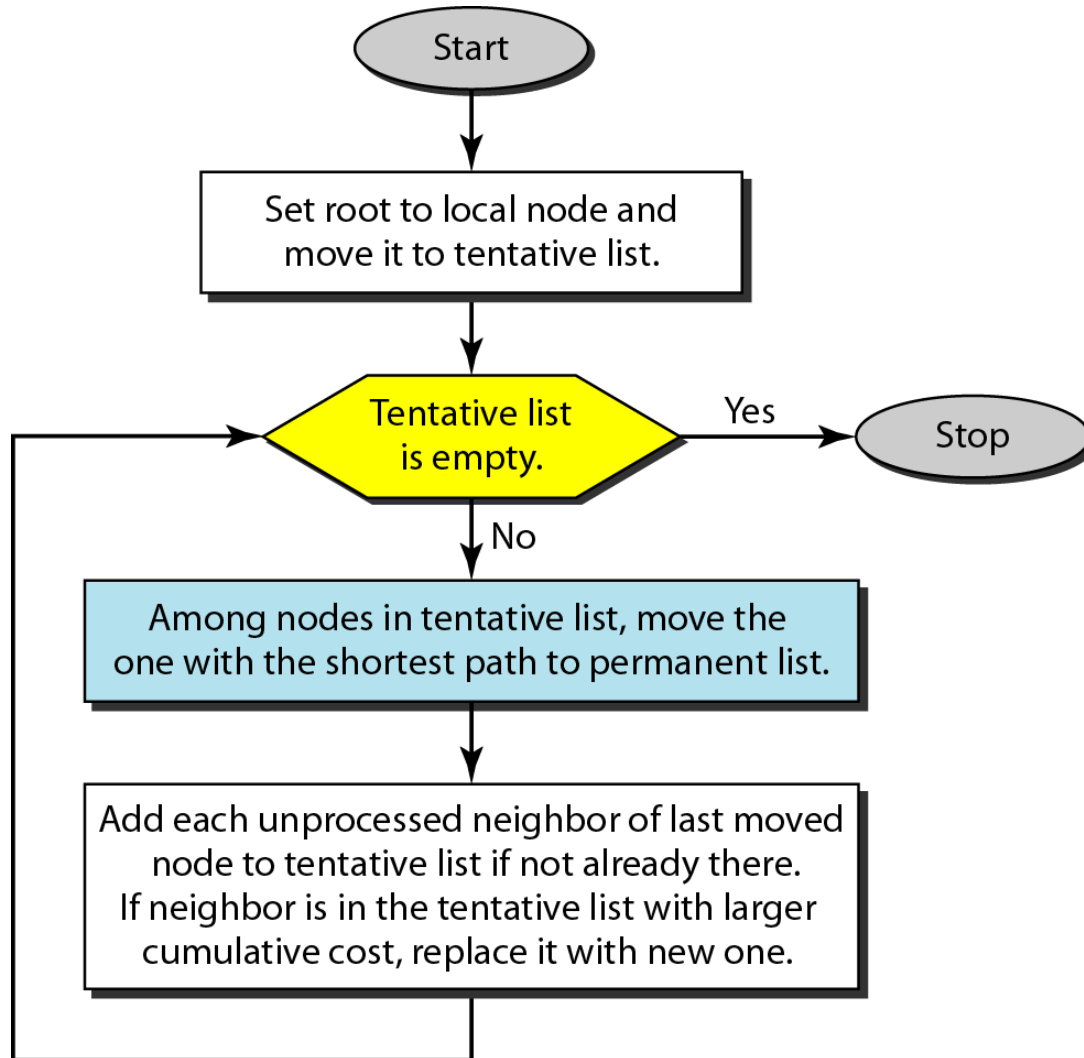 Start
Set root to local node and
move it to tentative list.
Tentative list
is empty.
Yes
Stop
No
Among nodes in tentative list, move the
one with the shortest path to permanent list.
Add each unprocessed neighbor of last moved
node to tentative list if not already there.
If neighbor is in the tentative list with larger
cumulative cost, replace it with new one.